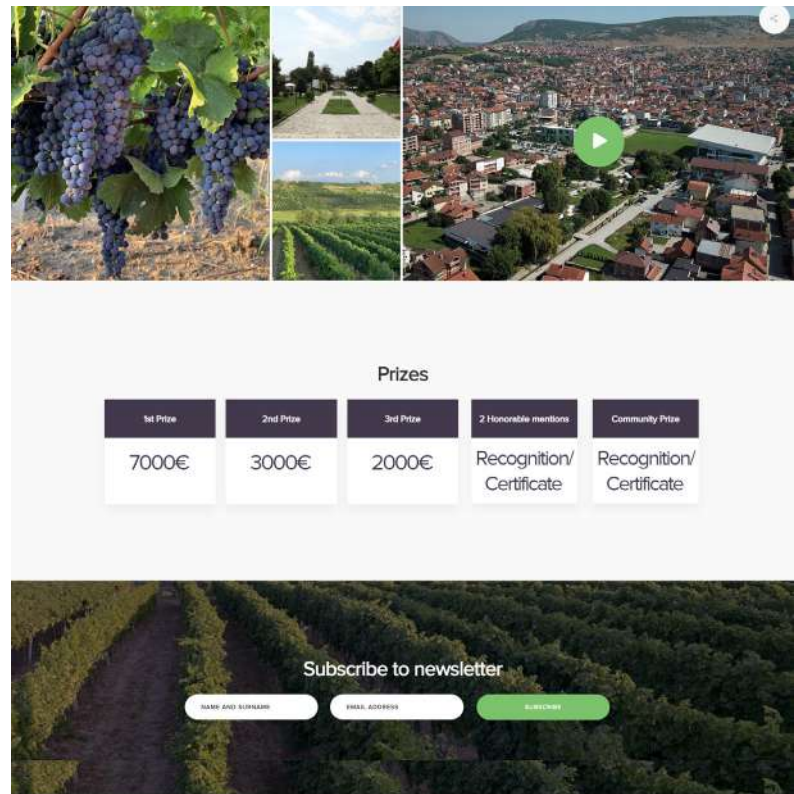 Prizes
1st Prize
2nd Prize
3rd Prize
2 Honorable mentions
Community Prize
7000€
3000€
2000€
Recognition/
Certificate
Recognition/
Certificate
Subscribe to newsletter
NAME AND SURNAME
EMAIL ADDRESS
SUBSCRIBE